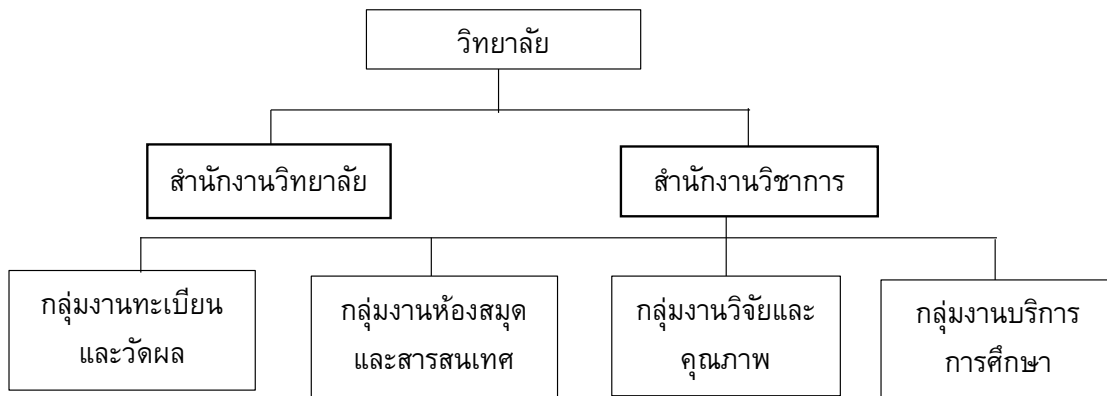 วิทยาลัย
สำนักงานวิทยาลัย
สำนักงานวิชาการ
กลุ่มงานทะเบียน
และวัดผล
กลุ่มงานห้องสมุด
และสารสนเทศ
กลุ่มงานวิจัยและ
คุณภาพ
กลุ่มงานบริการ
การศึกษา